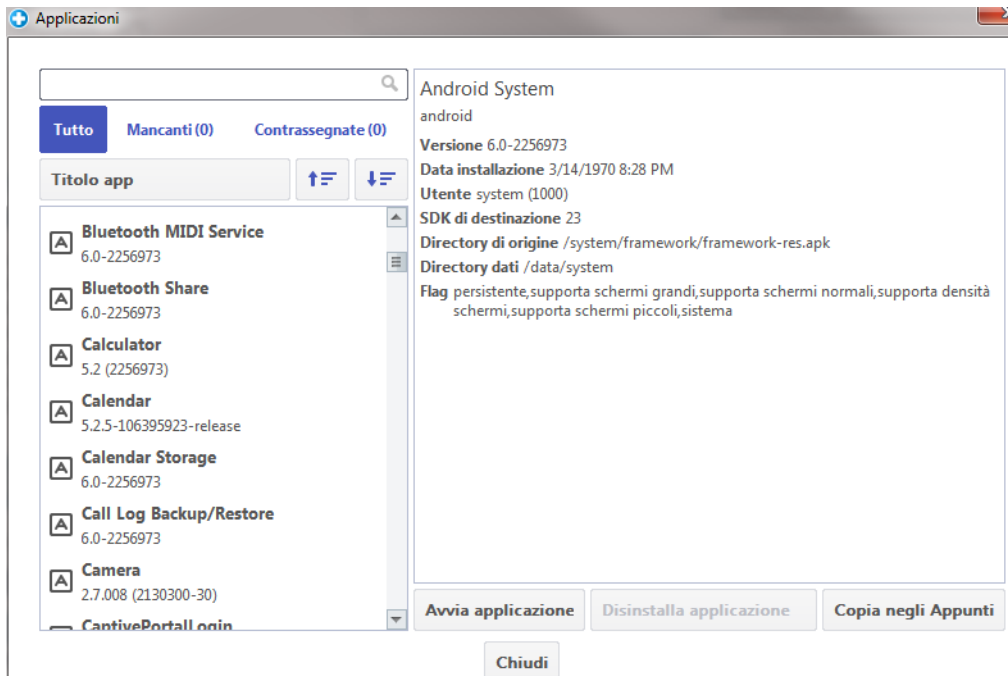 Applicazioni
Tutto
Mancanti (0)
Contrassegnate (0)
Titolo app
Bluetooth MIDI Service
6.0-2256973
Bluetooth Share
6.0-2256973
Calculator
5.2 (2256973)
Calendar
5.2.5-106395923-release
Calendar Storage
6.0-2256973
Call Log Backup/Restore
6.0-2256973
Camera
2.7.008 (2130300-30)
CaptivePortalLogin
Android System
android
Versione 6.0-2256973
Data installazione 3/14/1970 8:28 PM
Utente system (1000)
SDK di destinazione 23
Directory di origine /system/framework/framework-res.apk
Directory dati /data/system
Flag persistente,supporta schermi grandi,supporta schermi normali,supporta densità
schermi,supporta schermi piccoli,sistema
Avvia applicazione
Disinstalla applicazione
Copia negli Appunti
Chiudi